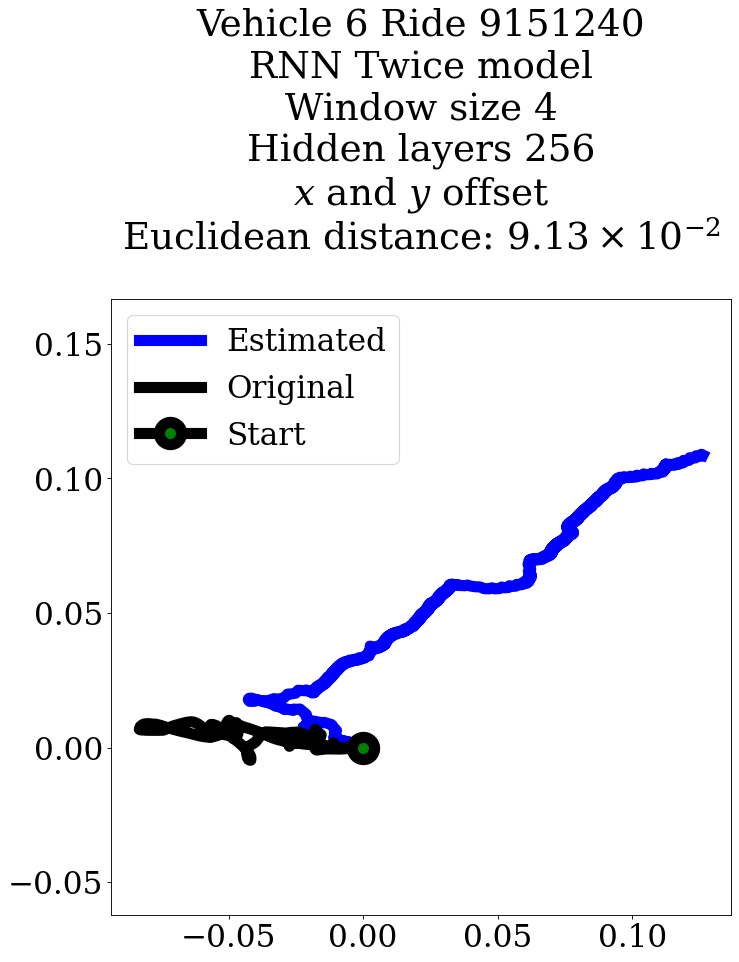 Vehicle 6 Ride 9151240
RNN Twice model
Window size 4
Hidden layers 256
x and y offset
Euclidean distance: 9.13 × 10⁻²
Estimated
Original
Start
0.15
0.10
0.05
0.00
−0.05
−0.05 0.00 0.05 0.10